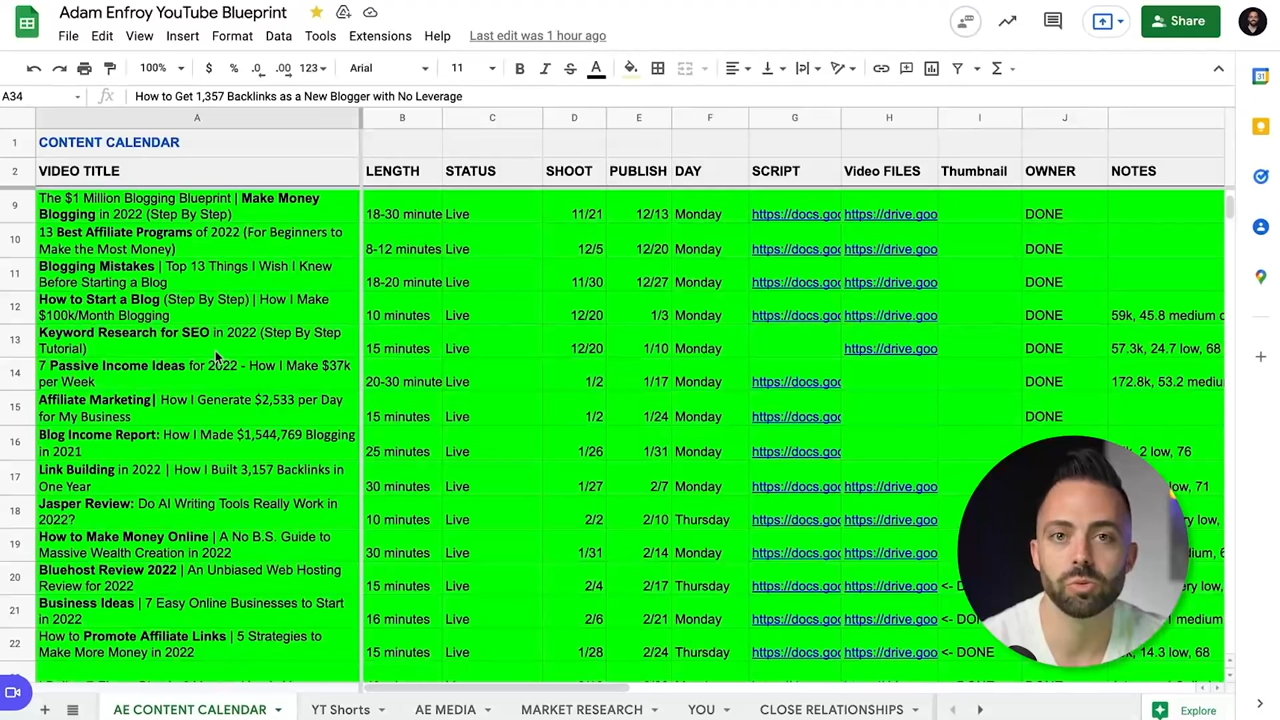 Adam Enfroy YouTube Blueprint
File Edit View Insert Format Data Tools Extensions Help Last edit was 1 hour ago
Share
100% $ % .0 .00 123 Arial 11 B I S A
A34 fx How to Get 1,357 Backlinks as a New Blogger with No Leverage
A B C D E F G H I J
1 CONTENT CALENDAR
2 VIDEO TITLE LENGTH STATUS SHOOT PUBLISH DAY SCRIPT Video FILES Thumbnail OWNER NOTES
The $1 Million Blogging Blueprint | Make Money
9 Blogging in 2022 (Step By Step) 18-30 minute Live 11/21 12/13 Monday https://docs.goo https://drive.goo DONE
13 Best Affiliate Programs of 2022 (For Beginners to
10 Make the Most Money) 8-12 minutes Live 12/5 12/20 Monday https://docs.goo https://drive.goo DONE
Blogging Mistakes | Top 13 Things I Wish I Knew
11 Before Starting a Blog 18-20 minute Live 11/30 12/27 Monday https://docs.goo https://drive.goo DONE
How to Start a Blog (Step By Step) | How I Make
12 $100k/Month Blogging 10 minutes Live 12/20 1/3 Monday https://docs.goo https://drive.goo DONE 59k, 45.8 medium
Keyword Research for SEO in 2022 (Step By Step
13 Tutorial) 15 minutes Live 12/20 1/10 Monday https://drive.goo DONE 57.3k, 24.7 low, 68
7 Passive Income Ideas for 2022 - How I Make $37k
14 per Week 20-30 minute Live 1/2 1/17 Monday https://docs.goo DONE 172.8k, 53.2 mediu
Affiliate Marketing| How I Generate $2,533 per Day
15 for My Business 15 minutes Live 1/2 1/24 Monday https://docs.goo DONE
Blog Income Report: How I Made $1,544,769 Blogging
16 in 2021 25 minutes Live 1/26 1/31 Monday https://docs.goo https://drive.goo 2 low, 76
Link Building in 2022 | How I Built 3,157 Backlinks in
17 One Year 30 minutes Live 1/27 2/7 Monday https://docs.goo https://drive.goo low, 71
Jasper Review: Do AI Writing Tools Really Work in
18 2022? 10 minutes Live 2/2 2/10 Thursday https://docs.goo https://drive.goo low,
How to Make Money Online | A No B.S. Guide to
19 Massive Wealth Creation in 2022 30 minutes Live 1/31 2/14 Monday https://docs.goo https://drive.goo
Bluehost Review 2022 | An Unbiased Web Hosting
20 Review for 2022 15 minutes Live 2/4 2/17 Thursday https://docs.goo https://drive.goo <- low,
Business Ideas | 7 Easy Online Businesses to Start
21 in 2022 16 minutes Live 2/6 2/21 Monday https://docs.goo https://drive.goo <- medium
How to Promote Affiliate Links | 5 Strategies to
22 Make More Money in 2022 15 minutes Live 1/28 2/24 Thursday https://docs.goo https://drive.goo <- DONE 14.3 low, 68
AE CONTENT CALENDAR YT Shorts AE MEDIA MARKET RESEARCH YOU CLOSE RELATIONSHIPS Explore